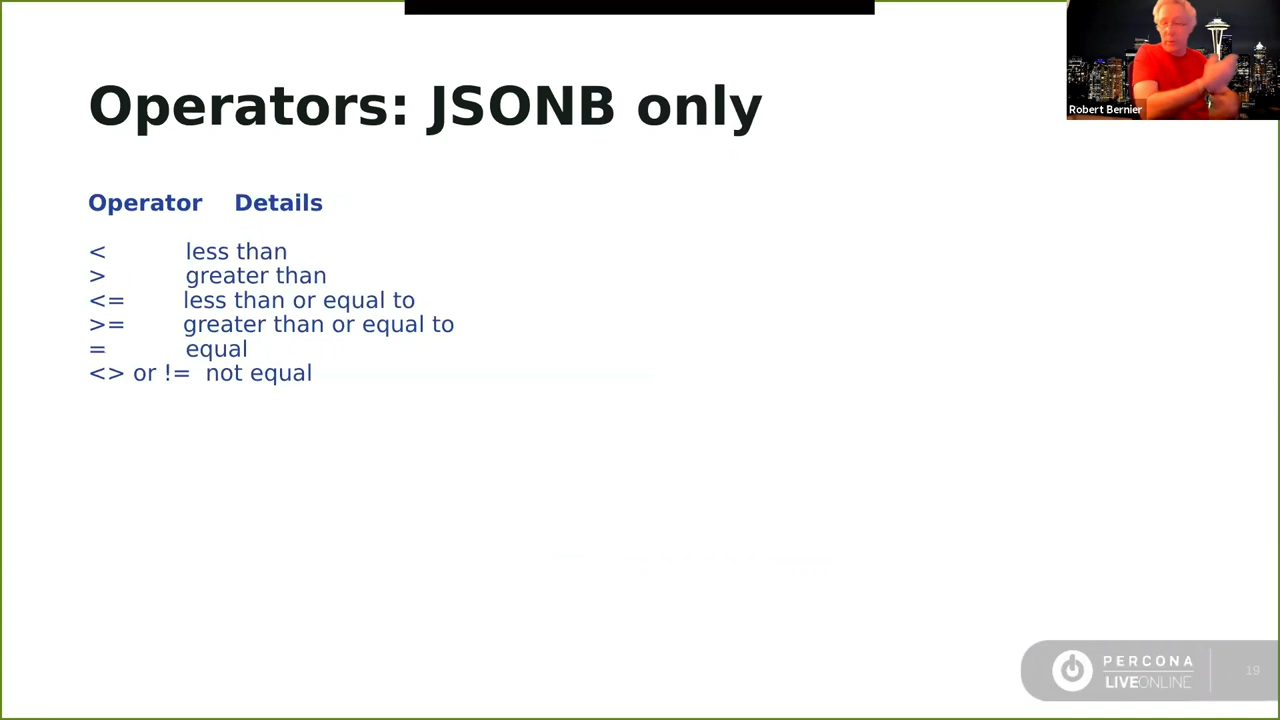 Operators: JSONB only
Robert Bernier
Operator Details
< less than
> greater than
<= less than or equal to
>= greater than or equal to
= equal
<> or != not equal
PERCONA
LIVEONLINE
19